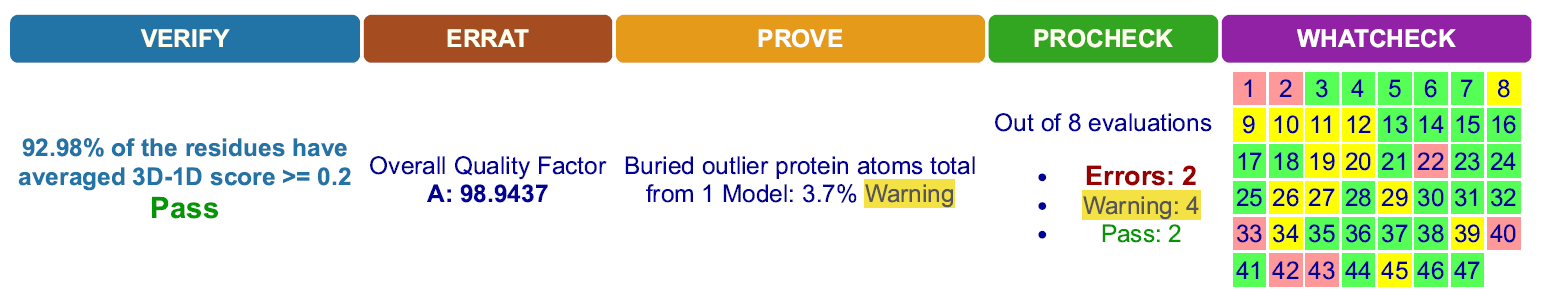 VERIFY
ERRAT
PROVE
PROCHECK
WHATCHECK
92.98% of the residues have
averaged 3D-1D score >= 0.2
Pass
Overall Quality Factor
A: 98.9437
Buried outlier protein atoms total
from 1 Model: 3.7% Warning
Out of 8 evaluations
• Errors: 2
• Warning: 4
• Pass: 2
1 2 3 4 5 6 7 8
9 10 11 12 13 14 15 16
17 18 19 20 21 22 23 24
25 26 27 28 29 30 31 32
33 34 35 36 37 38 39 40
41 42 43 44 45 46 47